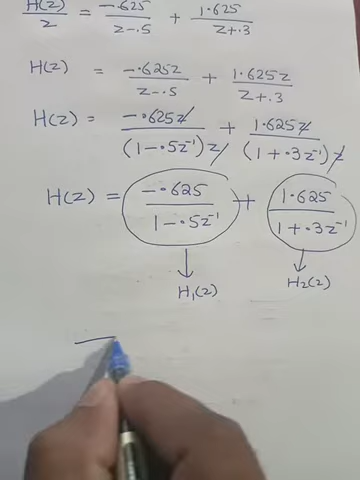 H(z)/z = -.625/z-.5 + 1.625/z+.3
H(z) = -.625z/z-.5 + 1.625z/z+.3
H(z) = -.625z/(1-.5z⁻¹)z + 1.625z/(1+.3z⁻¹)z
H(z) = -.625/1-.5z⁻¹ + 1.625/1+.3z⁻¹
H₁(z) H₂(z)